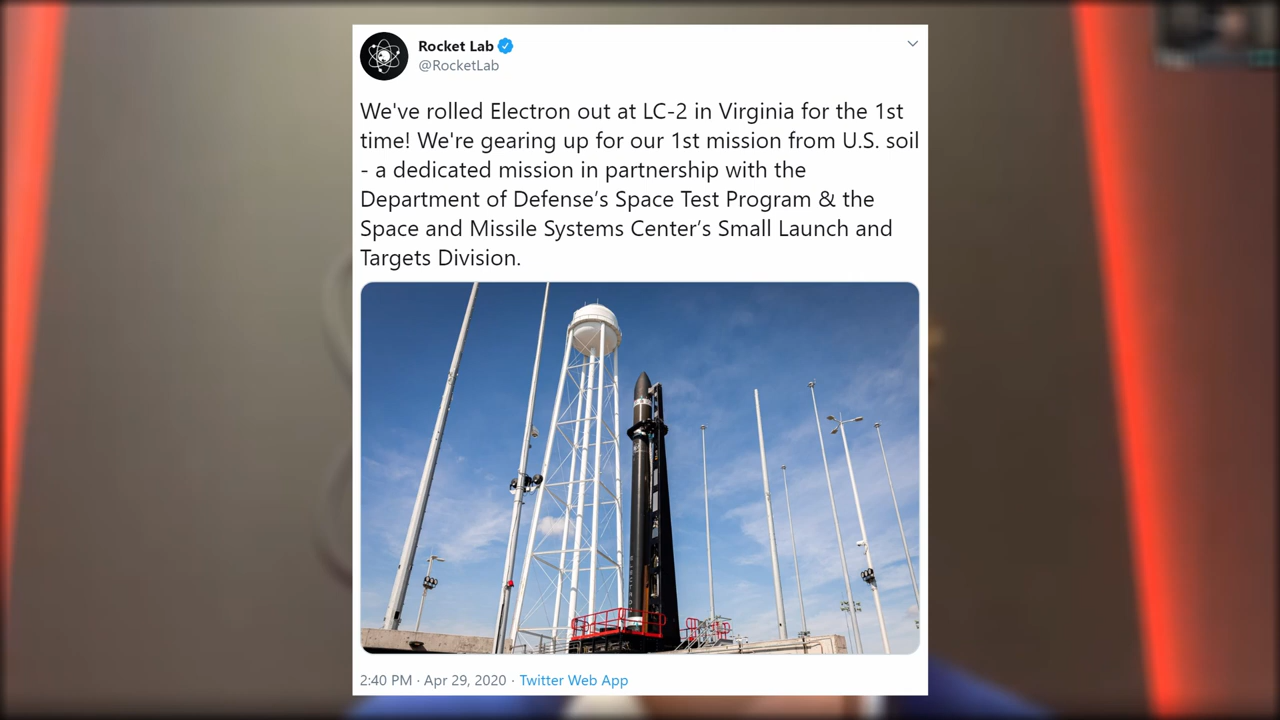 Rocket Lab
@RocketLab
We've rolled Electron out at LC-2 in Virginia for the 1st
time! We're gearing up for our 1st mission from U.S. soil
- a dedicated mission in partnership with the
Department of Defense’s Space Test Program & the
Space and Missile Systems Center’s Small Launch and
Targets Division.
2:40 PM · Apr 29, 2020 · Twitter Web App